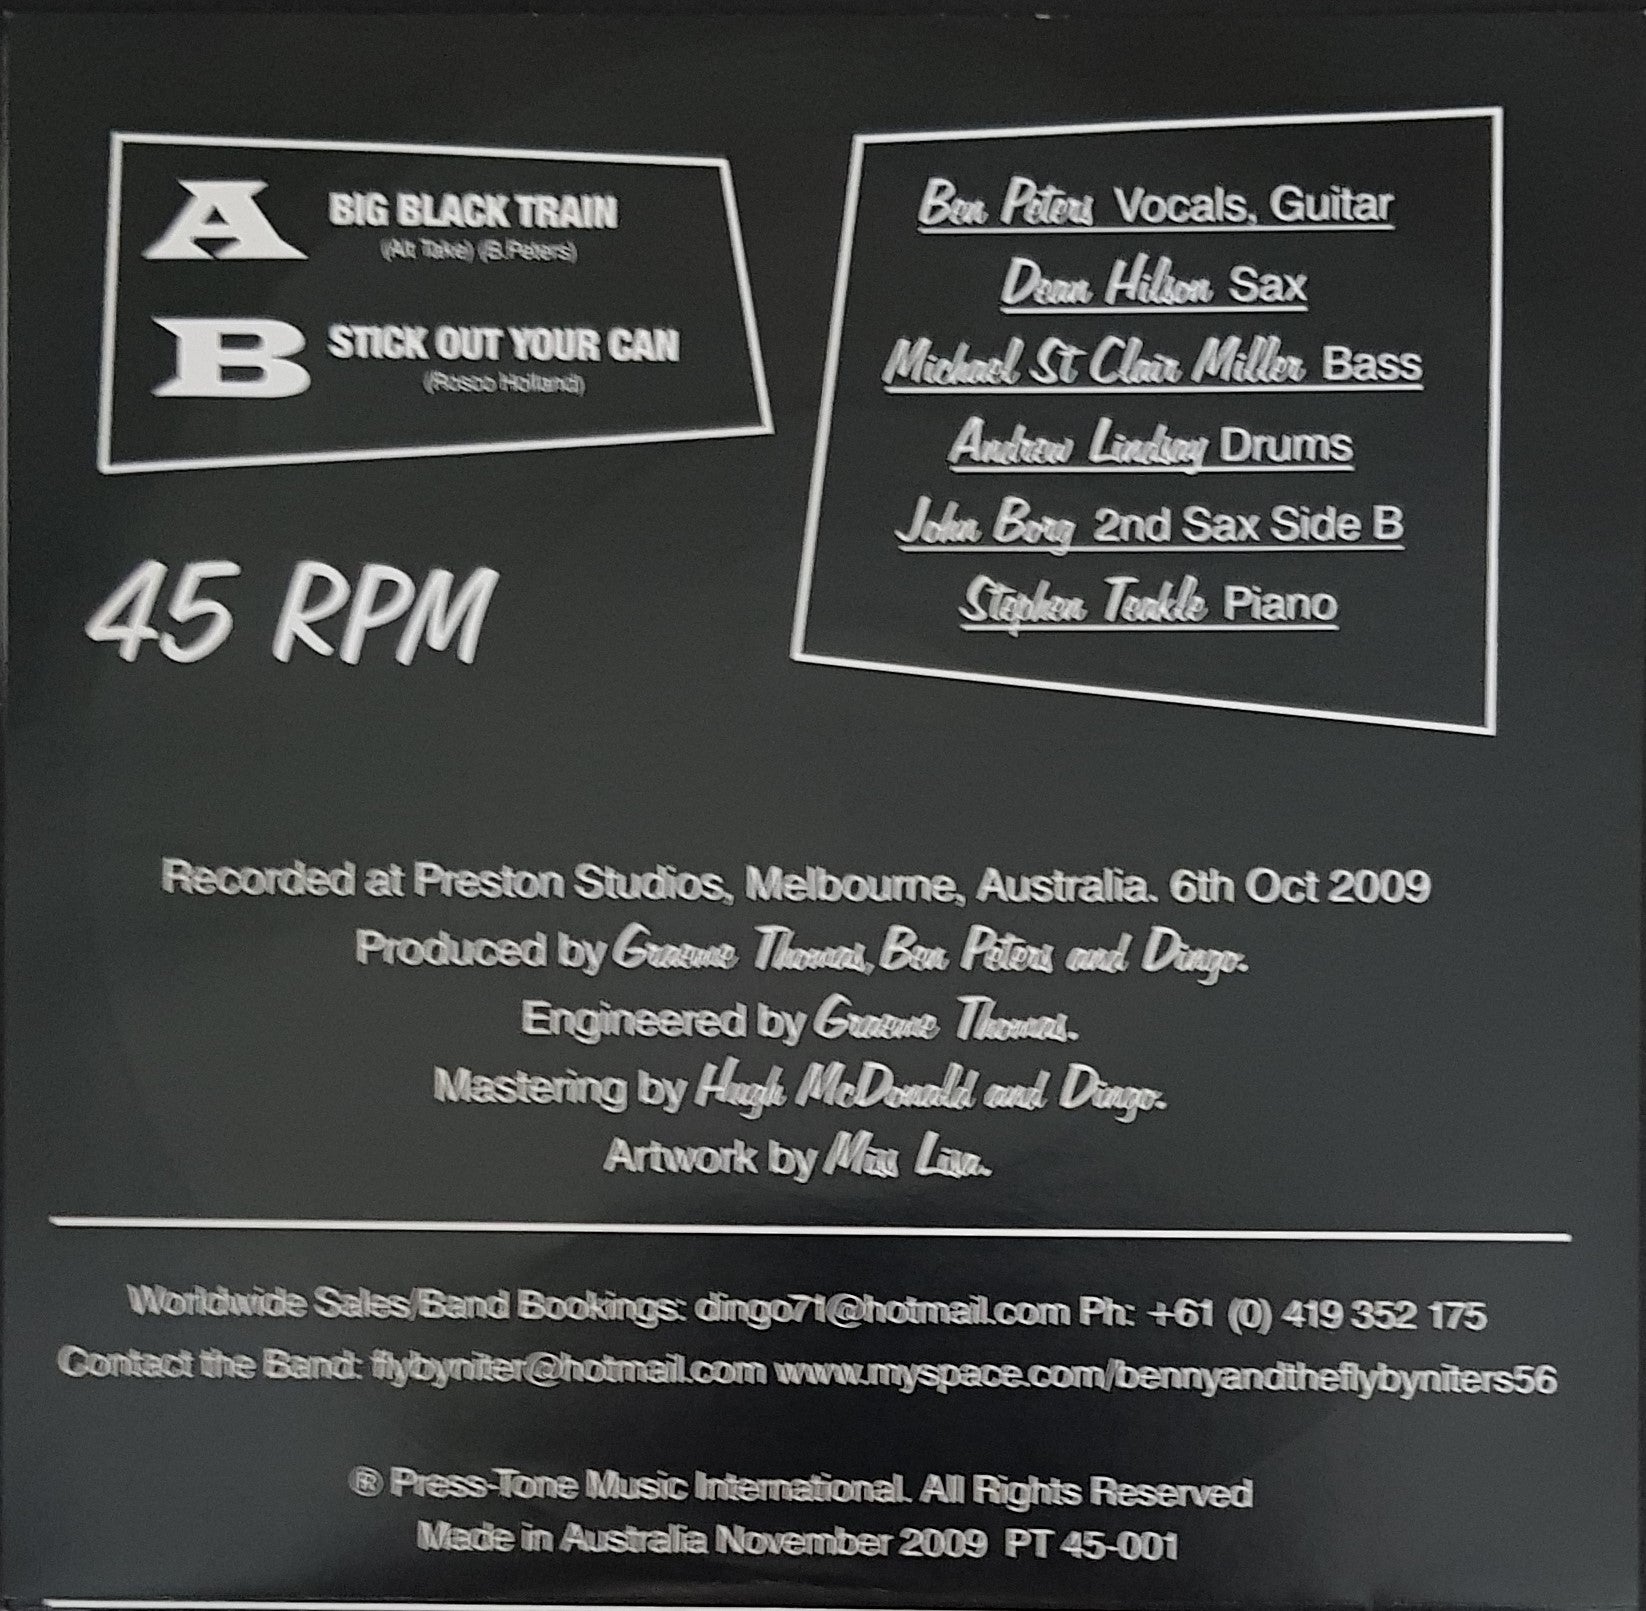 A BIG BLACK TRAIN
(Alt Take) (B.Peters)
B STICK OUT YOUR CAN
(Rosco Holland)
45 RPM
Ben Peters Vocals, Guitar
Dean Hilson Sax
Michael St Clair Miller Bass
Andrew Lindsay Drums
John Borg 2nd Sax Side B
Stephen Teakle Piano
Recorded at Preston Studios, Melbourne, Australia. 6th Oct 2009
Produced by Graeme Thomas, Ben Peters and Dingo.
Engineered by Graeme Thomas.
Mastering by Hugh McDonald and Dingo.
Artwork by Miss Lisa.
Worldwide Sales/Band Bookings: dingo71@hotmail.com Ph: +61 (0) 419 352 175
Contact the Band: flybyniter@hotmail.com www.myspace.com/bennyandtheflybyniters56
® Press-Tone Music International. All Rights Reserved
Made in Australia November 2009 PT 45-001